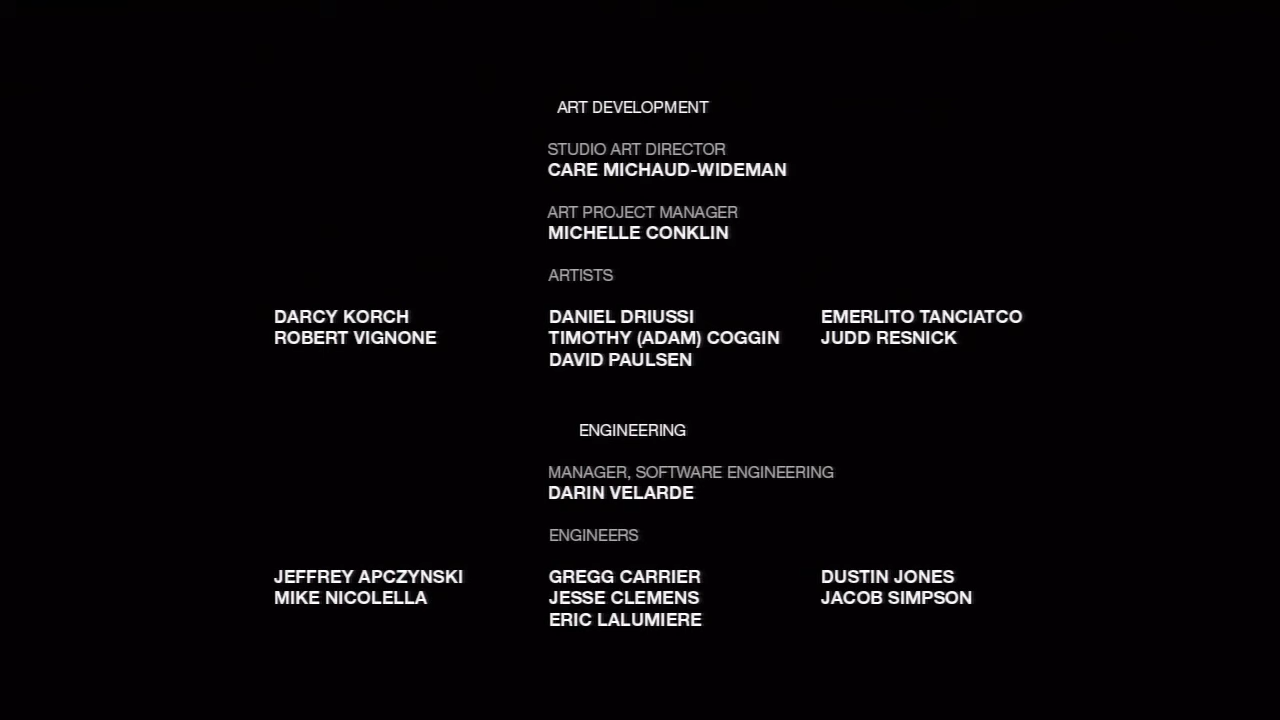 ART DEVELOPMENT
STUDIO ART DIRECTOR
CARE MICHAUD-WIDEMAN
ART PROJECT MANAGER
MICHELLE CONKLIN
ARTISTS
DARCY KORCH DANIEL DRIUSSI EMERLITO TANCIATCO
ROBERT VIGNONE TIMOTHY (ADAM) COGGIN JUDD RESNICK
DAVID PAULSEN
ENGINEERING
MANAGER, SOFTWARE ENGINEERING
DARIN VELARDE
ENGINEERS
JEFFREY APCZYNSKI GREGG CARRIER DUSTIN JONES
MIKE NICOLELLA JESSE CLEMENS JACOB SIMPSON
ERIC LALUMIERE